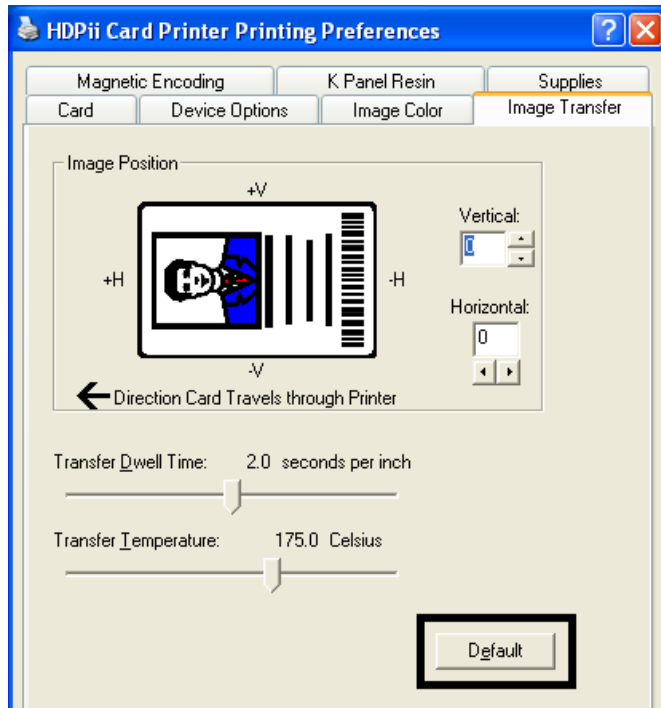 HDPii Card Printer Printing Preferences
Magnetic Encoding K Panel Resin Supplies
Card Device Options Image Color Image Transfer
Image Position
+V
Vertical:
0
+H -H
Horizontal:
0
-V
Direction Card Travels through Printer
Transfer Dwell Time: 2.0 seconds per inch
Transfer Temperature: 175.0 Celsius
Default